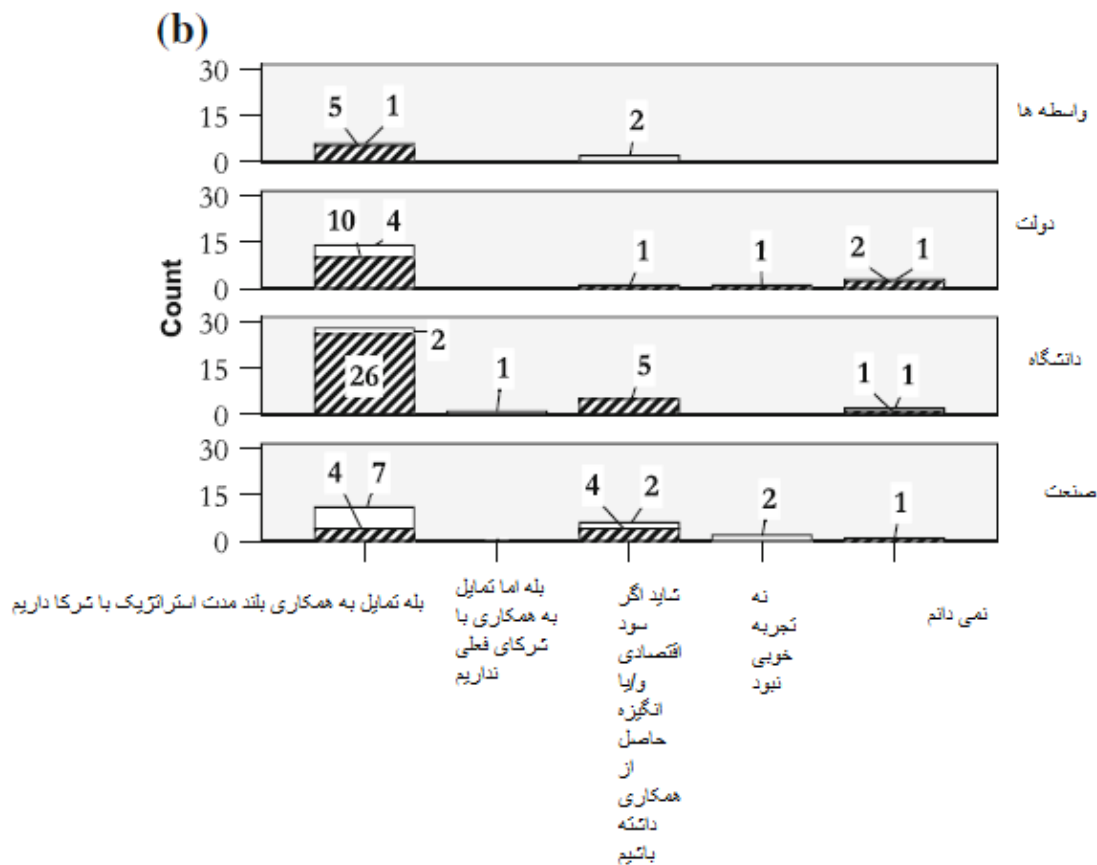 (b)
Count
30
15
0
5
1
2
واسطه ها
30
15
0
10
4
1
1
2
1
دولت
30
15
0
26
2
1
5
1
1
دانشگاه
30
15
0
4
7
4
2
2
1
صنعت
بله تمایل به همکاری بلند مدت استراتژیک با شرکا داریم
بله اما تمایل
به همکاری با
شرکای فعلی
نداریم
شاید اگر
سود
اقتصادی
و/یا
انگیزه
حاصل
از
همکاری
داشته
باشیم
نه
تجربه
خوبی
نبود
نمی دانم